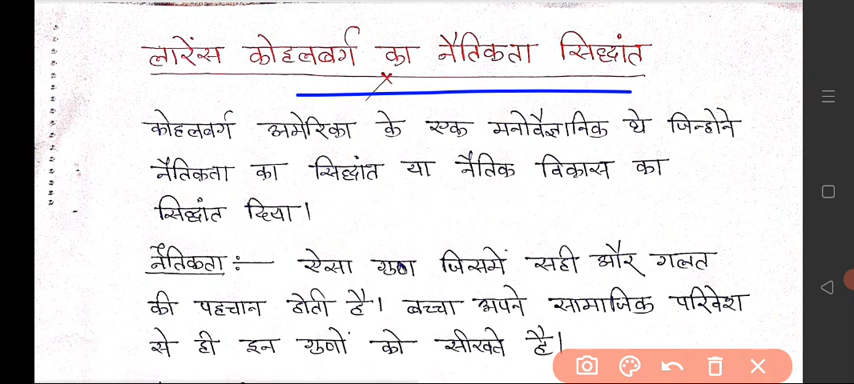 लारेंस कोहलबर्ग का नैतिकता सिद्धांत
कोहलबर्ग अमेरिका के एक मनोवैज्ञानिक थे जिन्होने
नैतिकता का सिद्धांत या नैतिक विकास का
सिद्धांत दिया।
नैतिकता :— ऐसा गुण जिसमें सही और गलत
की पहचान होती है। बच्चा अपने सामाजिक परिवेश
से ही इन गुणों को सीखते है।